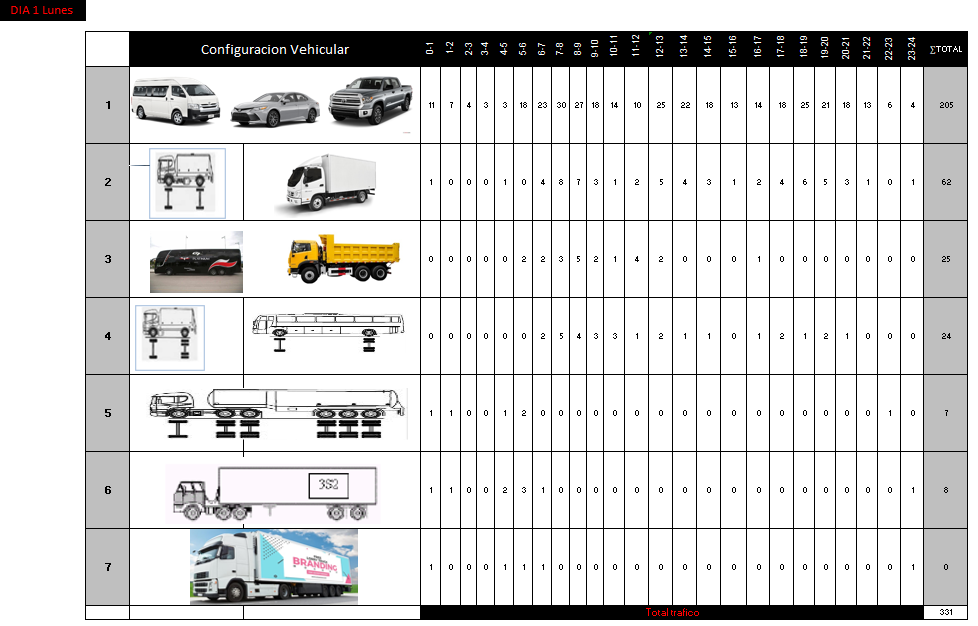 DIA 1 Lunes
Configuracion Vehicular 0-1 1-2 2-3 3-4 4-5 5-6 6-7 7-8 8-9 9-10 10-11 11-12 12-13 13-14 14-15 15-16 16-17 17-18 18-19 19-20 20-21 21-22 22-23 23-24 ∑TOTAL
1 11 7 4 3 3 18 23 30 27 18 14 10 25 22 18 13 14 18 25 21 18 13 6 4 205
2 1 0 0 0 1 0 4 8 7 3 1 2 5 4 3 1 2 4 6 5 3 1 0 1 62
3 0 0 0 0 0 2 2 3 5 2 1 4 2 0 0 0 1 0 0 0 0 0 0 0 25
4 0 0 0 0 0 0 2 5 4 3 3 1 2 1 1 0 1 2 1 2 1 0 0 0 24
5 1 1 0 0 1 2 0 0 0 0 0 0 0 0 0 0 0 0 0 0 0 0 1 0 7
3S2
6 1 1 0 0 2 3 1 0 0 0 0 0 0 0 0 0 0 0 0 0 0 0 0 1 8
BRANDING
7 1 0 0 0 1 1 1 0 0 0 0 0 0 0 0 0 0 0 0 0 0 0 0 1 0
Total trafico 331